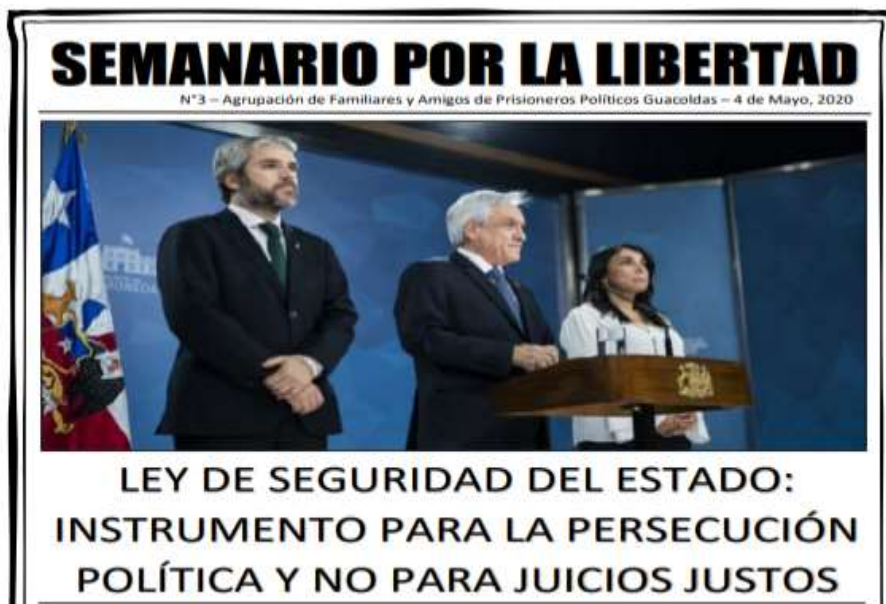 SEMANARIO POR LA LIBERTAD
N°3 – Agrupación de Familiares y Amigos de Prisioneros Políticos Guacoldas – 4 de Mayo, 2020
LEY DE SEGURIDAD DEL ESTADO:
INSTRUMENTO PARA LA PERSECUCIÓN
POLÍTICA Y NO PARA JUICIOS JUSTOS